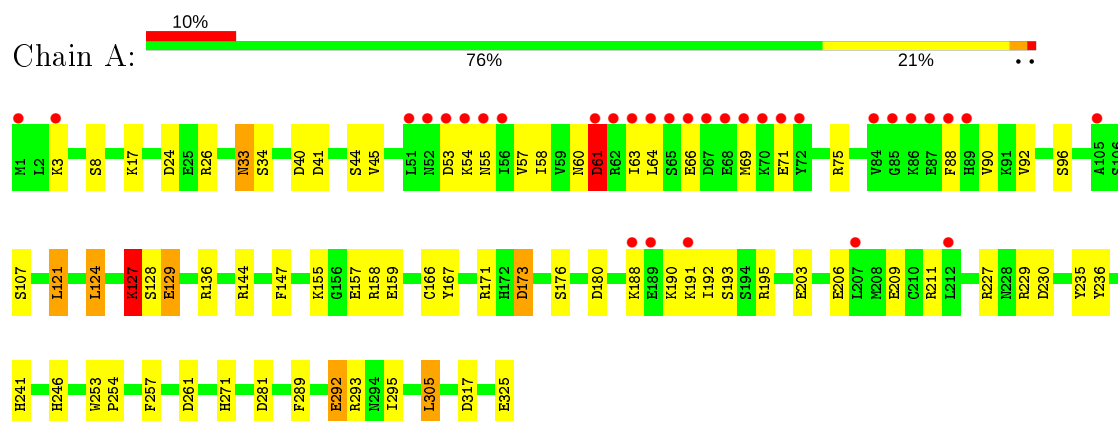 10%
Chain A:
76% 21% • •
M1 L2 K3 S8 K17 D24 E25 R26 N33 S34 D40 D41 S44 V45 L51 N52 D53 K54 N55 I56 V57 I58 V59 N60 D61 R62 I63 L64 S65 E66 D67 E68 M69 K70 E71 Y72 R75 V84 G85 K86 E87 F88 H89 V90 K91 V92 S96 A105 S106
S107 L121 L124 K127 S128 E129 R136 R144 F147 K155 G156 E157 R158 E159 C166 Y167 R171 H172 D173 S176 D180 K188 E189 K190 K191 I192 S193 S194 R195 E203 E206 L207 M208 E209 C210 R211 L212 R227 N228 R229 D230 Y235 Y236
H241 H246 W253 P254 F257 D261 H271 D281 F289 E292 R293 N294 I295 L305 D317 E325